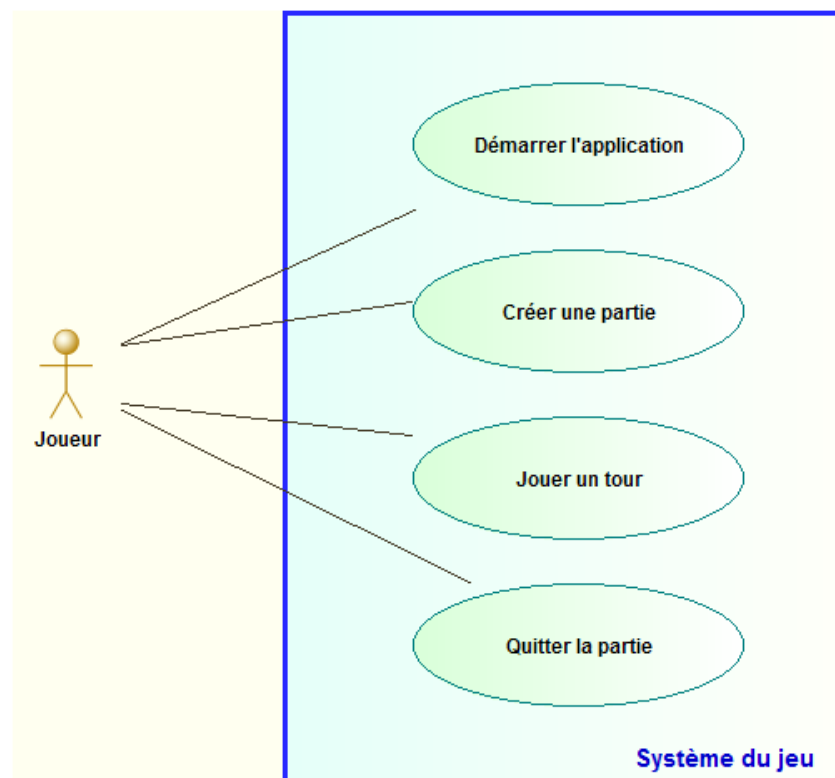 Démarrer l'application
Créer une partie
Joueur
Jouer un tour
Quitter la partie
Système du jeu